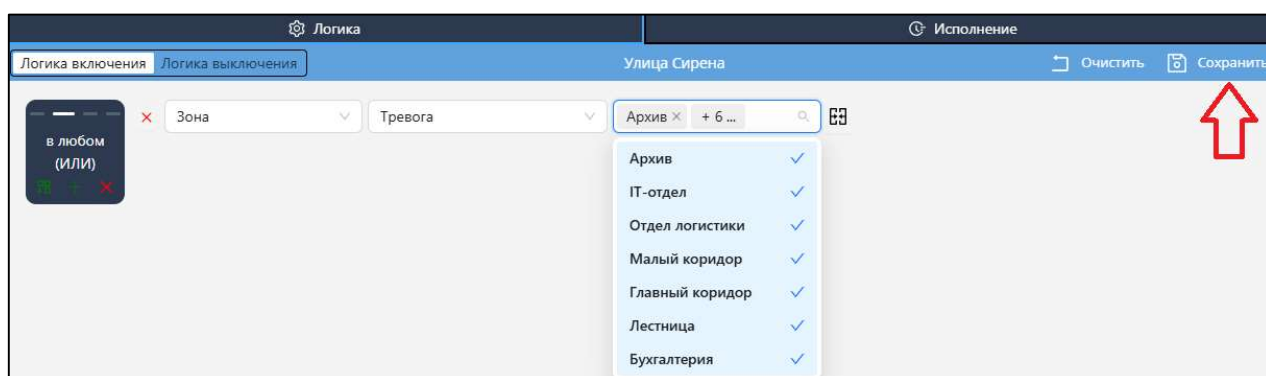 Логика Исполнение
Логика включения Логика выключения Улица Сирена Очистить Сохранить
Зона Тревога Архив × + 6 ...
в любом
(ИЛИ)
Архив
IT-отдел
Отдел логистики
Малый коридор
Главный коридор
Лестница
Бухгалтерия